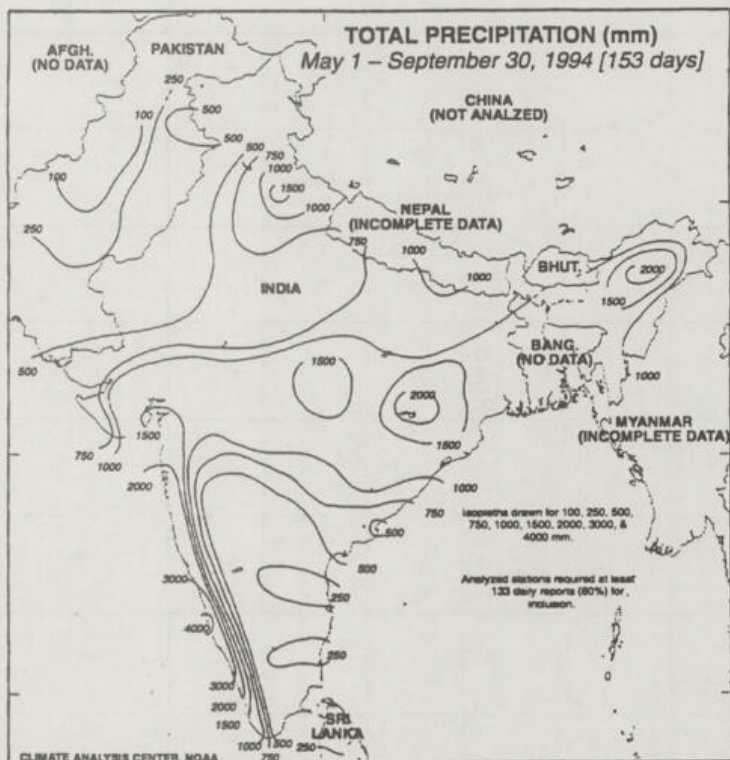 TOTAL PRECIPITATION (mm)
May 1 – September 30, 1994 [153 days]
AFGH.
(NO DATA)
PAKISTAN
CHINA
(NOT ANALZED)
250
100
500
100
500
500
750
1000
1500
1000
250
NEPAL
(INCOMPLETE DATA)
750
1000
1000
BHUT.
2000
1500
INDIA
500
BANG.
(NO DATA)
1000
1500
2000
1500
MYANMAR
(INCOMPLETE DATA)
1500
750
1000
2000
1000
750
Isopleths drawn for 100, 250, 500,
750, 1000, 1500, 2000, 3000, &
4000 mm.
500
500
Analyzed stations required at least
133 daily reports (80%) for
inclusion.
3000
250
4000
250
3000
2000
1500
1000
500
750
SRI
LANKA
250
CLIMATE ANALYSIS CENTER, NOAA